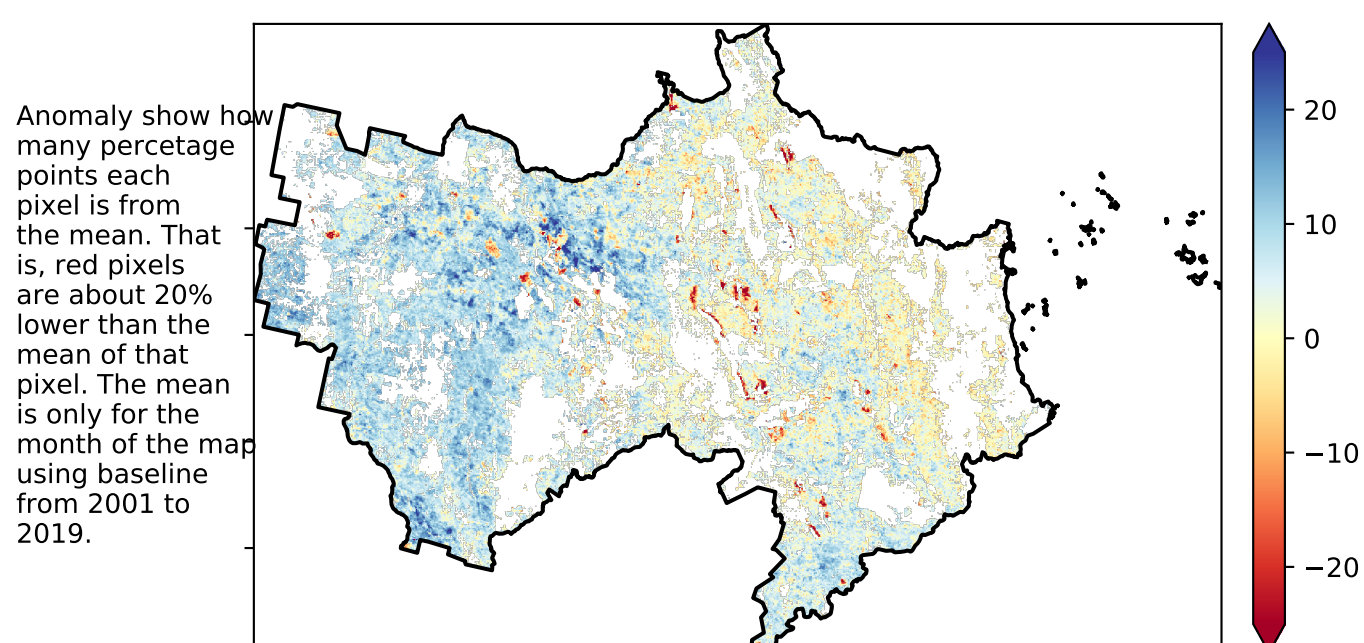 Anomaly show how
many percetage
points each
pixel is from
the mean. That
is, red pixels
are about 20%
lower than the
mean of that
pixel. The mean
is only for the
month of the map
using baseline
from 2001 to
2019.
20
10
0
−10
−20